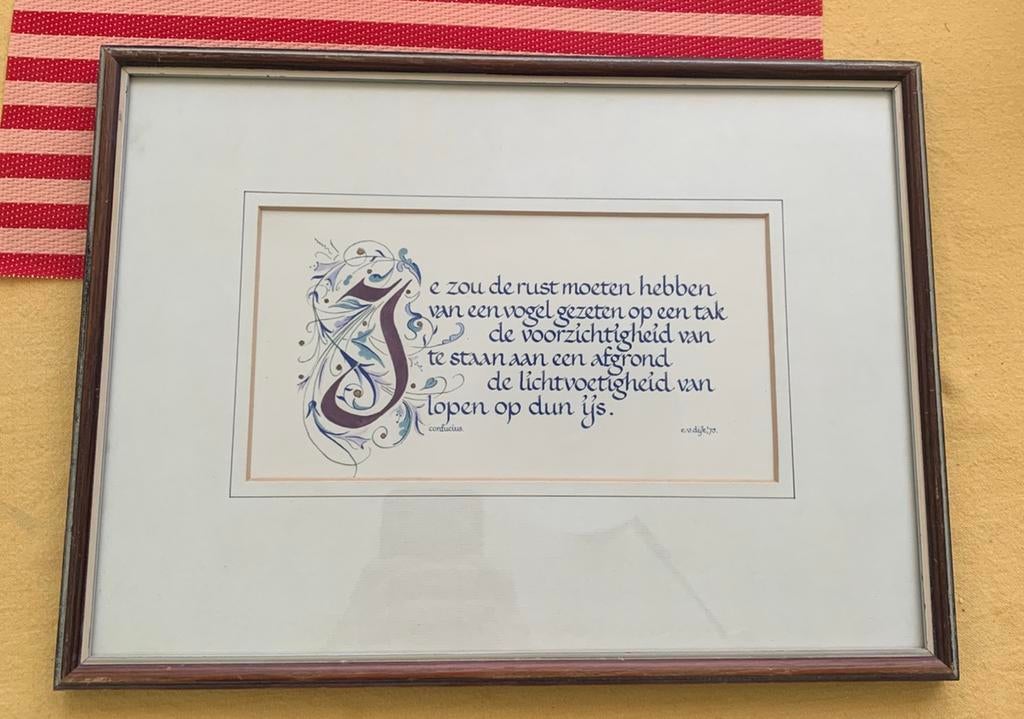 Je zou de rust moeten hebben
van een vogel gezeten op een tak
de voorzichtigheid van
te staan aan een afgrond
de lichtvoetigheid van
lopen op dun ijs.
confucius. c.v.dijk.'73.